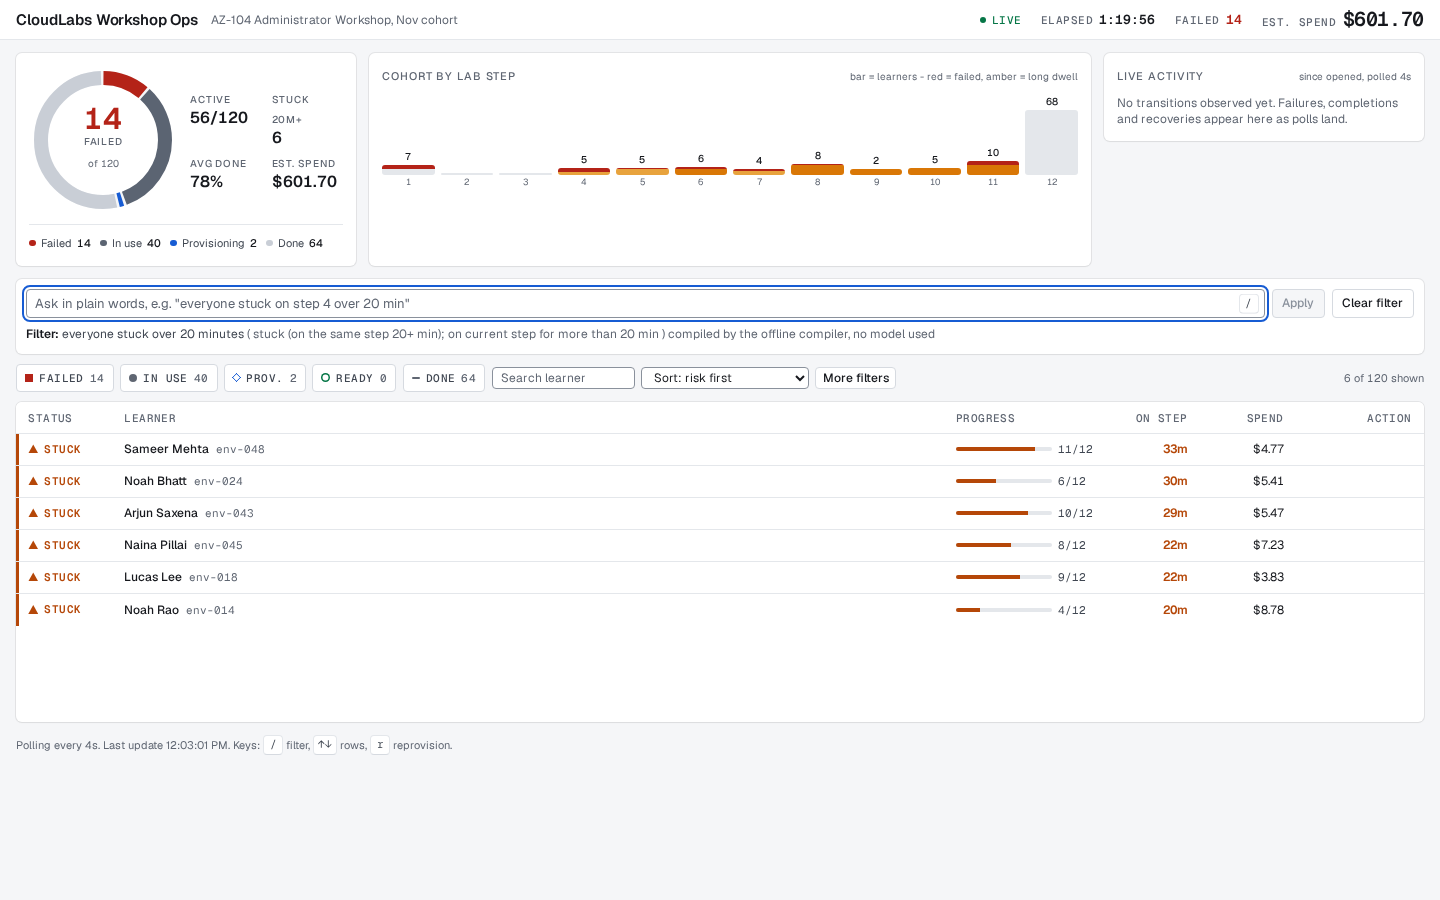 CloudLabs Workshop Ops AZ-104 Administrator Workshop, Nov cohort
LIVE ELAPSED 1:19:56 FAILED 14 EST. SPEND $601.70
14
FAILED
of 120
ACTIVE
56/120
STUCK
20M+
6
AVG DONE
78%
EST. SPEND
$601.70
Failed 14 In use 40 Provisioning 2 Done 64
COHORT BY LAB STEP bar = learners - red = failed, amber = long dwell
7 5 5 6 4 8 2 5 10 68
1 2 3 4 5 6 7 8 9 10 11 12
LIVE ACTIVITY since opened, polled 4s
No transitions observed yet. Failures, completions
and recoveries appear here as polls land.
Ask in plain words, e.g. "everyone stuck on step 4 over 20 min" / Apply Clear filter
Filter: everyone stuck over 20 minutes ( stuck (on the same step 20+ min); on current step for more than 20 min ) compiled by the offline compiler, no model used
FAILED 14 IN USE 40 PROV. 2 READY 0 DONE 64 Search learner Sort: risk first More filters 6 of 120 shown
STATUS LEARNER PROGRESS ON STEP SPEND ACTION
STUCK Sameer Mehta env-048 11/12 33m $4.77
STUCK Noah Bhatt env-024 6/12 30m $5.41
STUCK Arjun Saxena env-043 10/12 29m $5.47
STUCK Naina Pillai env-045 8/12 22m $7.23
STUCK Lucas Lee env-018 9/12 22m $3.83
STUCK Noah Rao env-014 4/12 20m $8.78
Polling every 4s. Last update 12:03:01 PM. Keys: / filter, ↑↓ rows, r reprovision.